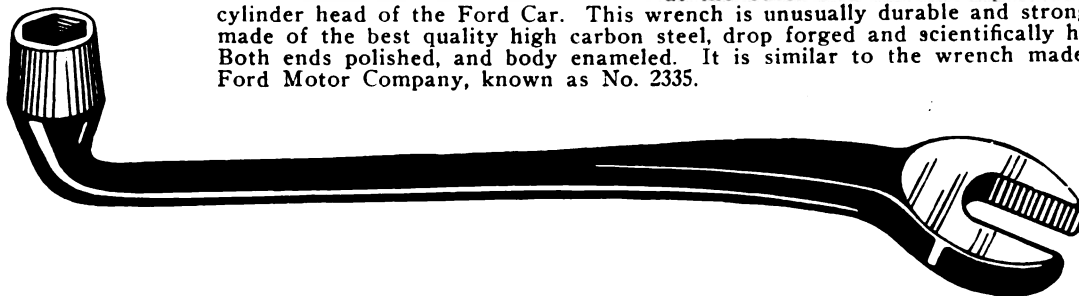 cylinder head of the Ford Car. This wrench is unusually durable and strong
made of the best quality high carbon steel, drop forged and scientifically h
Both ends polished, and body enameled. It is similar to the wrench made
Ford Motor Company, known as No. 2335.